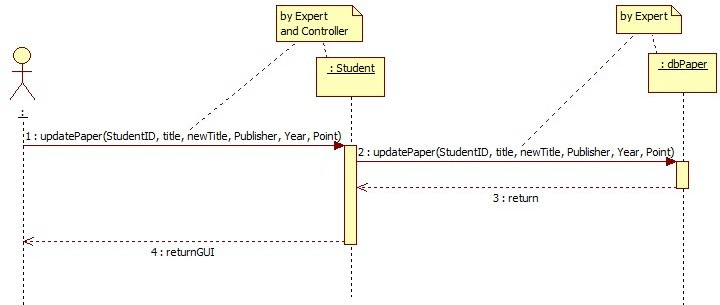 by Expert
and Controller
by Expert
: Student
: dbPaper
:
1 : updatePaper(StudentID, title, newTitle, Publisher, Year, Point)
2 : updatePaper(StudentID, title, newTitle, Publisher, Year, Point)
3 : return
4 : returnGUI